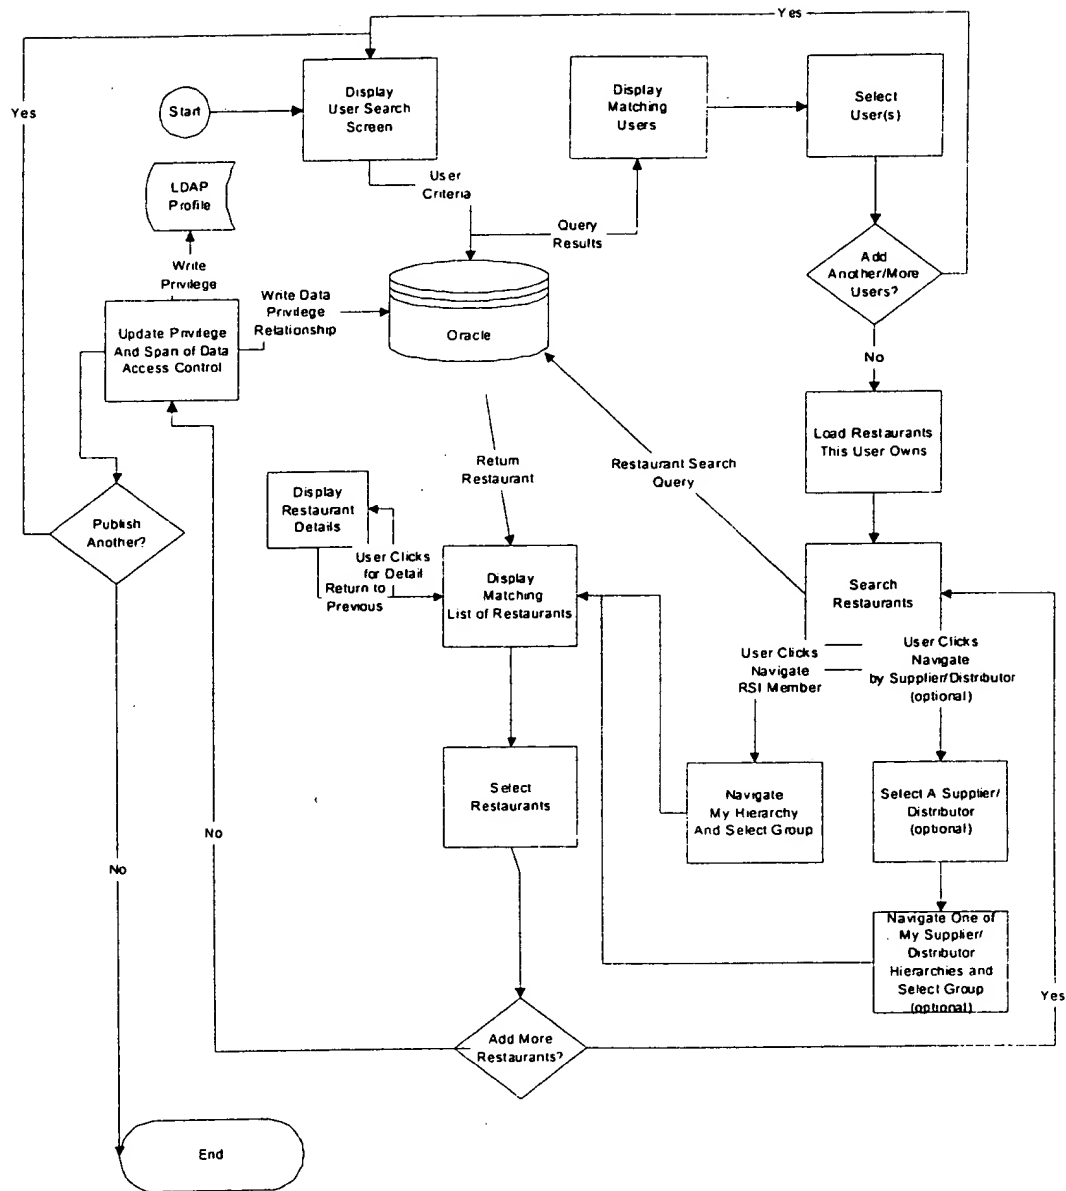 Yes
Yes
Start
Display
User Search
Screen
Display
Matching
Users
Select
User(s)
LDAP
Profile
User
Criteria
Query
Results
Write
Privilege
Add
Another/More
Users?
Update Privilege
And Span of Data
Access Control
Write Data
Privilege
Relationship
Oracle
No
Load Restaurants
This User Owns
Return
Restaurant
Restaurant Search
Query
Display
Restaurant
Details
Publish
Another?
User Clicks
for Detail
Return to
Previous
Display
Matching
List of Restaurants
Search
Restaurants
User Clicks
Navigate
RSI Member
User Clicks
Navigate
by Supplier/Distributor
(optional)
Select
Restaurants
Navigate
My Hierarchy
And Select Group
Select A Supplier/
Distributor
(optional)
No
No
Navigate One of
My Supplier/
Distributor
Hierarchies and
Select Group
(optional)
Yes
Add More
Restaurants?
End